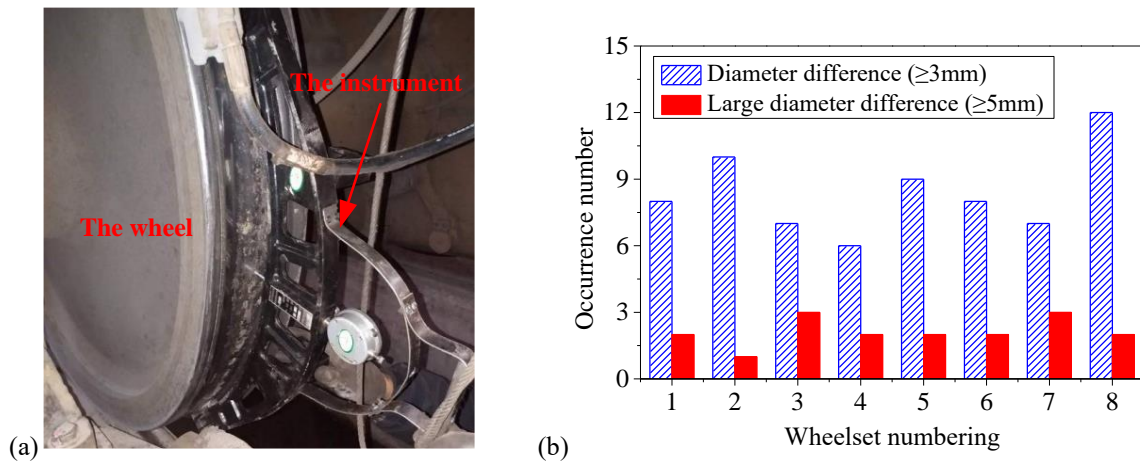 The instrument
The wheel
(a)
15
12
9
6
3
0
Occurrence number
Diameter difference (≥3mm)
Large diameter difference (≥5mm)
1 2 3 4 5 6 7 8
Wheelset numbering
(b)